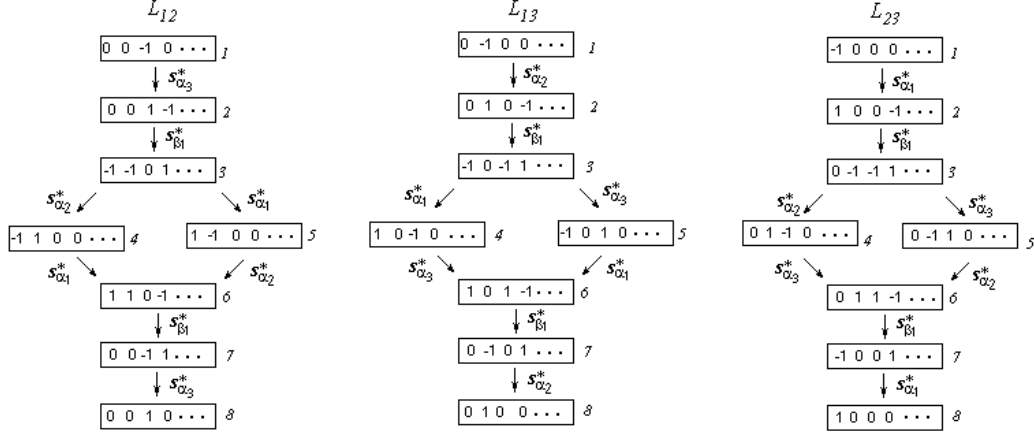 L₁₂ L₁₃ L₂₃
0 0 -1 0 • • • 1 0 -1 0 0 • • • 1 -1 0 0 0 • • • 1
s*α₃ s*α₂ s*α₁
0 0 1 -1 • • • 2 0 1 0 -1 • • • 2 1 0 0 -1 • • • 2
s*β₁ s*β₁ s*β₁
-1 -1 0 1 • • • 3 -1 0 -1 1 • • • 3 0 -1 -1 1 • • • 3
s*α₂ s*α₁ s*α₁ s*α₃ s*α₂ s*α₃
-1 1 0 0 • • • 4 1 -1 0 0 • • • 5 1 0 -1 0 • • • 4 -1 0 1 0 • • • 5 0 1 -1 0 • • • 4 0 -1 1 0 • • • 5
s*α₁ s*α₂ s*α₃ s*α₁ s*α₃ s*α₂
1 1 0 -1 • • • 6 1 0 1 -1 • • • 6 0 1 1 -1 • • • 6
s*β₁ s*β₁ s*β₁
0 0 -1 1 • • • 7 0 -1 0 1 • • • 7 -1 0 0 1 • • • 7
s*α₃ s*α₂ s*α₁
0 0 1 0 • • • 8 0 1 0 0 • • • 8 1 0 0 0 • • • 8